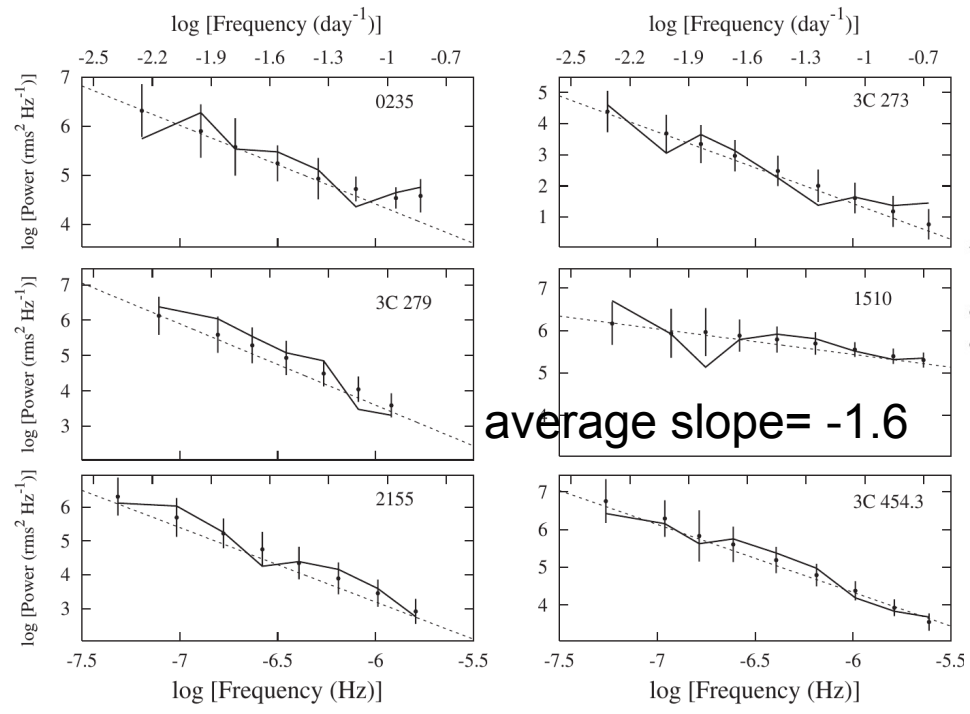 log [Frequency (day⁻¹)] log [Frequency (day⁻¹)]
-2.5 -2.2 -1.9 -1.6 -1.3 -1 -0.7 -2.5 -2.2 -1.9 -1.6 -1.3 -1 -0.7
log [Power (rms² Hz⁻¹)]
7
6
5
4
0235
5
4
3
2
1
3C 273
log [Power (rms² Hz⁻¹)]
7
6
5
4
3
2
3C 279
7
6
5
1510
average slope= -1.6
log [Power (rms² Hz⁻¹)]
6
5
4
3
2155
7
6
5
4
3C 454.3
-7.5 -7 -6.5 -6 -5.5 -7.5 -7 -6.5 -6 -5.5
log [Frequency (Hz)] log [Frequency (Hz)]